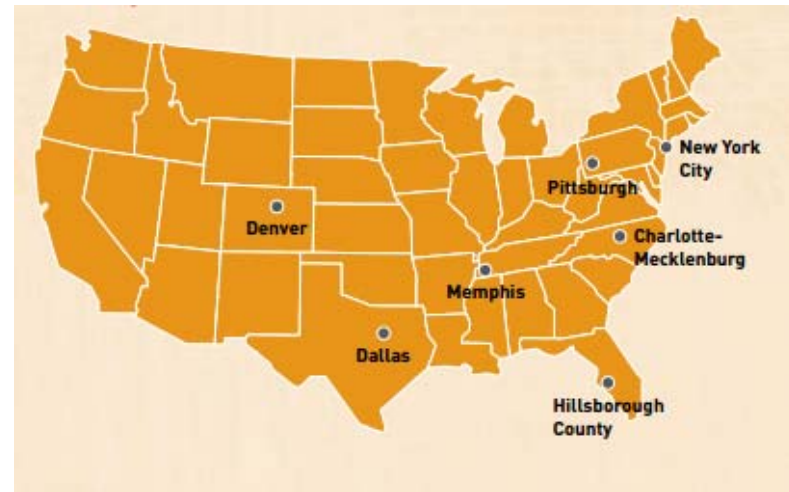 New York
City
Pittsburgh
Denver
Charlotte-
Mecklenburg
Memphis
Dallas
Hillsborough
County